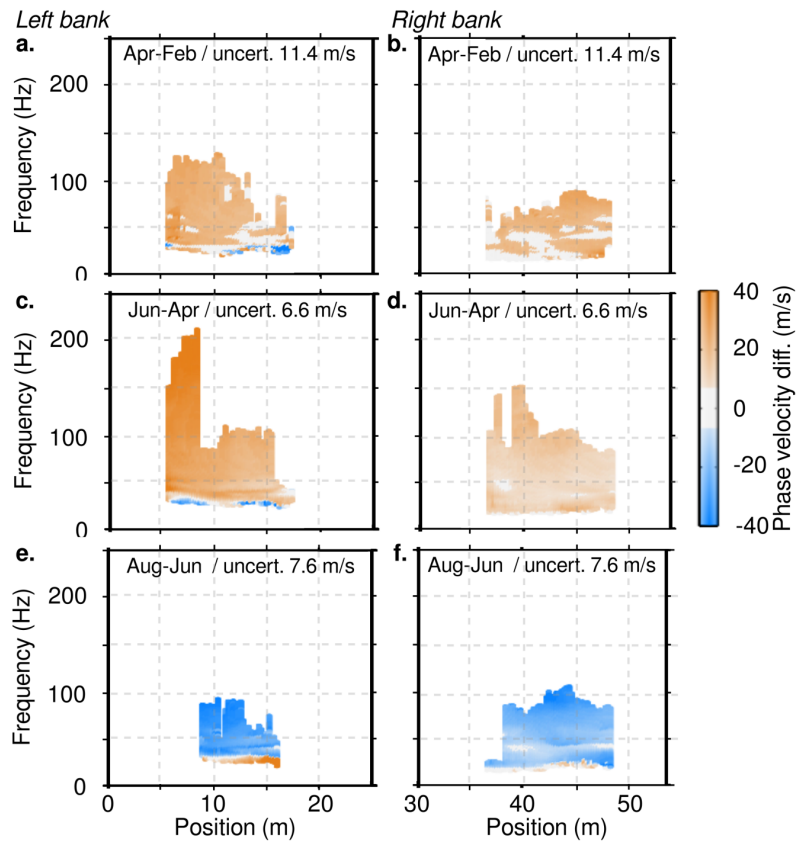 Left bank
Right bank
a.
Apr-Feb / uncert. 11.4 m/s
b.
Apr-Feb / uncert. 11.4 m/s
Frequency (Hz)
200
100
0
c.
Jun-Apr / uncert. 6.6 m/s
d.
Jun-Apr / uncert. 6.6 m/s
Frequency (Hz)
200
100
0
40
20
0
-20
-40
Phase velocity diff. (m/s)
e.
Aug-Jun / uncert. 7.6 m/s
f.
Aug-Jun / uncert. 7.6 m/s
Frequency (Hz)
200
100
0
0
10
20
30
40
50
Position (m)
Position (m)